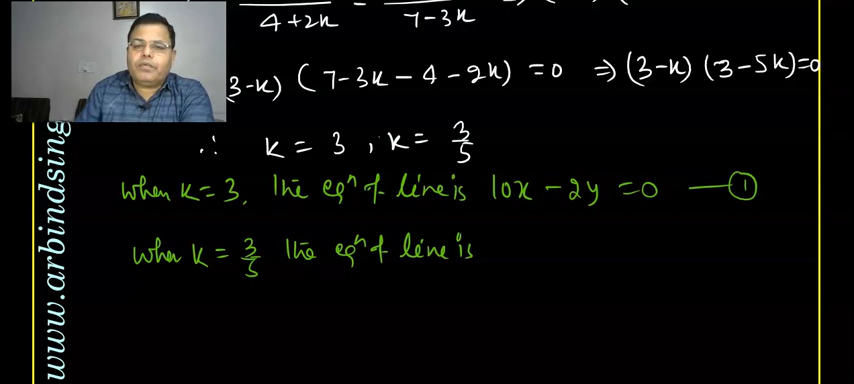 4+2k = 7-3k
(3-k) (7-3k-4-2k) = 0 ⇒ (3-k) (3-5k)=0
∴ k = 3 , k = 3/5
When k = 3, The eqⁿ of line is 10x - 2y = 0 —— ①
When k = 3/5 The eqⁿ of line is
www.arbindsing